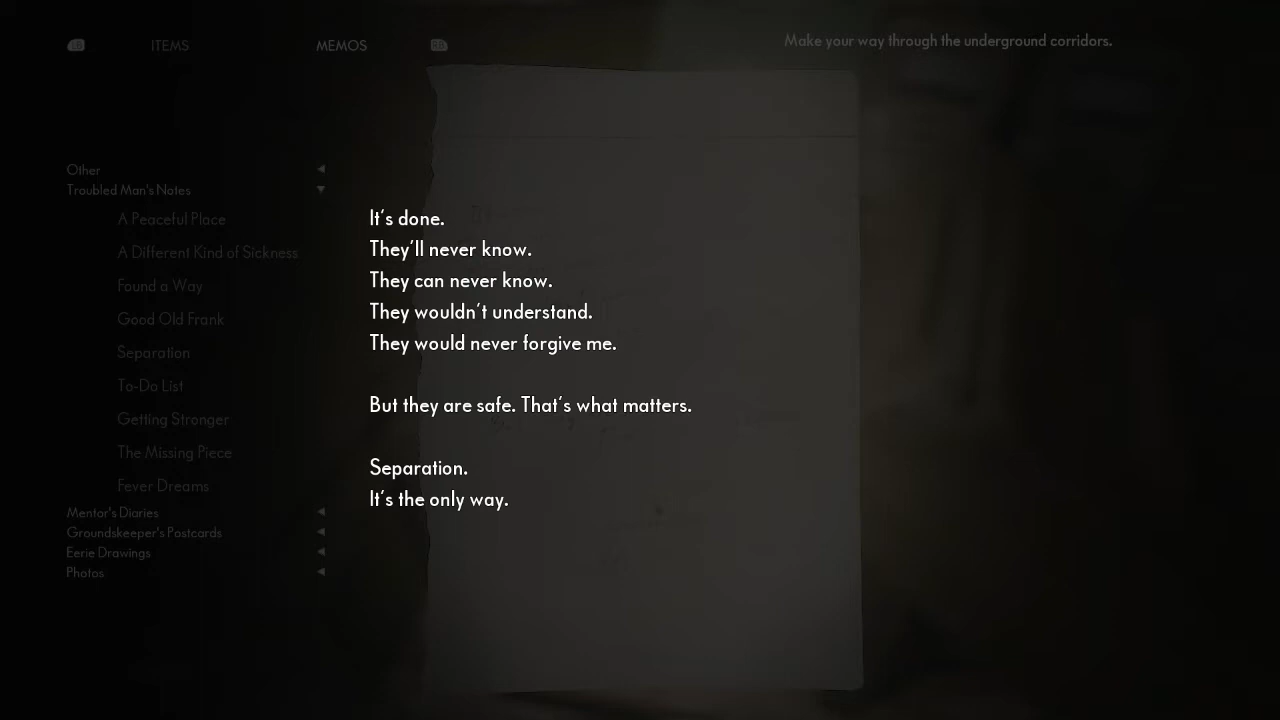 LB
ITEMS
MEMOS
RB
Make your way through the underground corridors.
Other
Troubled Man's Notes
A Peaceful Place
A Different Kind of Sickness
Found a Way
Good Old Frank
Separation
To-Do List
Getting Stronger
The Missing Piece
Fever Dreams
Mentor's Diaries
Groundskeeper's Postcards
Eerie Drawings
Photos
It's done.
They'll never know.
They can never know.
They wouldn't understand.
They would never forgive me.
But they are safe. That's what matters.
Separation.
It's the only way.